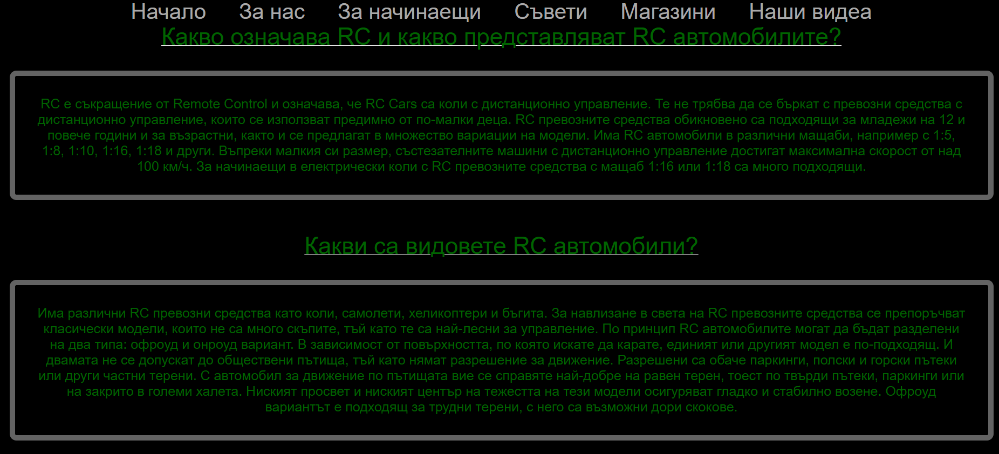 Начало За нас За начинаещи Съвети Магазини Наши видеа
Какво означава RC и какво представляват RC автомобилите?
RC е съкращение от Remote Control и означава, че RC Cars са коли с дистанционно управление. Те не трябва да се бъркат с превозни средства с
дистанционно управление, които се използват предимно от по-малки деца. RC превозните средства обикновено са подходящи за младежи на 12 и
повече години и за възрастни, както и се предлагат в множество вариации на модели. Има RC автомобили в различни мащаби, например с 1:5,
1:8, 1:10, 1:16, 1:18 и други. Въпреки малкия си размер, състезателните машини с дистанционно управление достигат максимална скорост от над
100 км/ч. За начинаещи в електрически коли с RC превозните средства с мащаб 1:16 или 1:18 са много подходящи.
Какви са видовете RC автомобили?
Има различни RC превозни средства като коли, самолети, хеликоптери и бъгита. За навлизане в света на RC превозните средства се препоръчват
класически модели, които не са много скъпите, тъй като те са най-лесни за управление. По принцип RC автомобилите могат да бъдат разделени
на два типа: офроуд и онроуд вариант. В зависимост от повърхността, по която искате да карате, единият или другият модел е по-подходящ. И
двамата не се допускат до обществени пътища, тъй като нямат разрешение за движение. Разрешени са обаче паркинги, полски и горски пътеки
или други частни терени. С автомобил за движение по пътищата вие се справяте най-добре на равен терен, тоест по твърди пътеки, паркинги или
на закрито в големи халета. Ниският просвет и ниският център на тежестта на тези модели осигуряват гладко и стабилно возене. Офроуд
вариантът е подходящ за трудни терени, с него са възможни дори скокове.